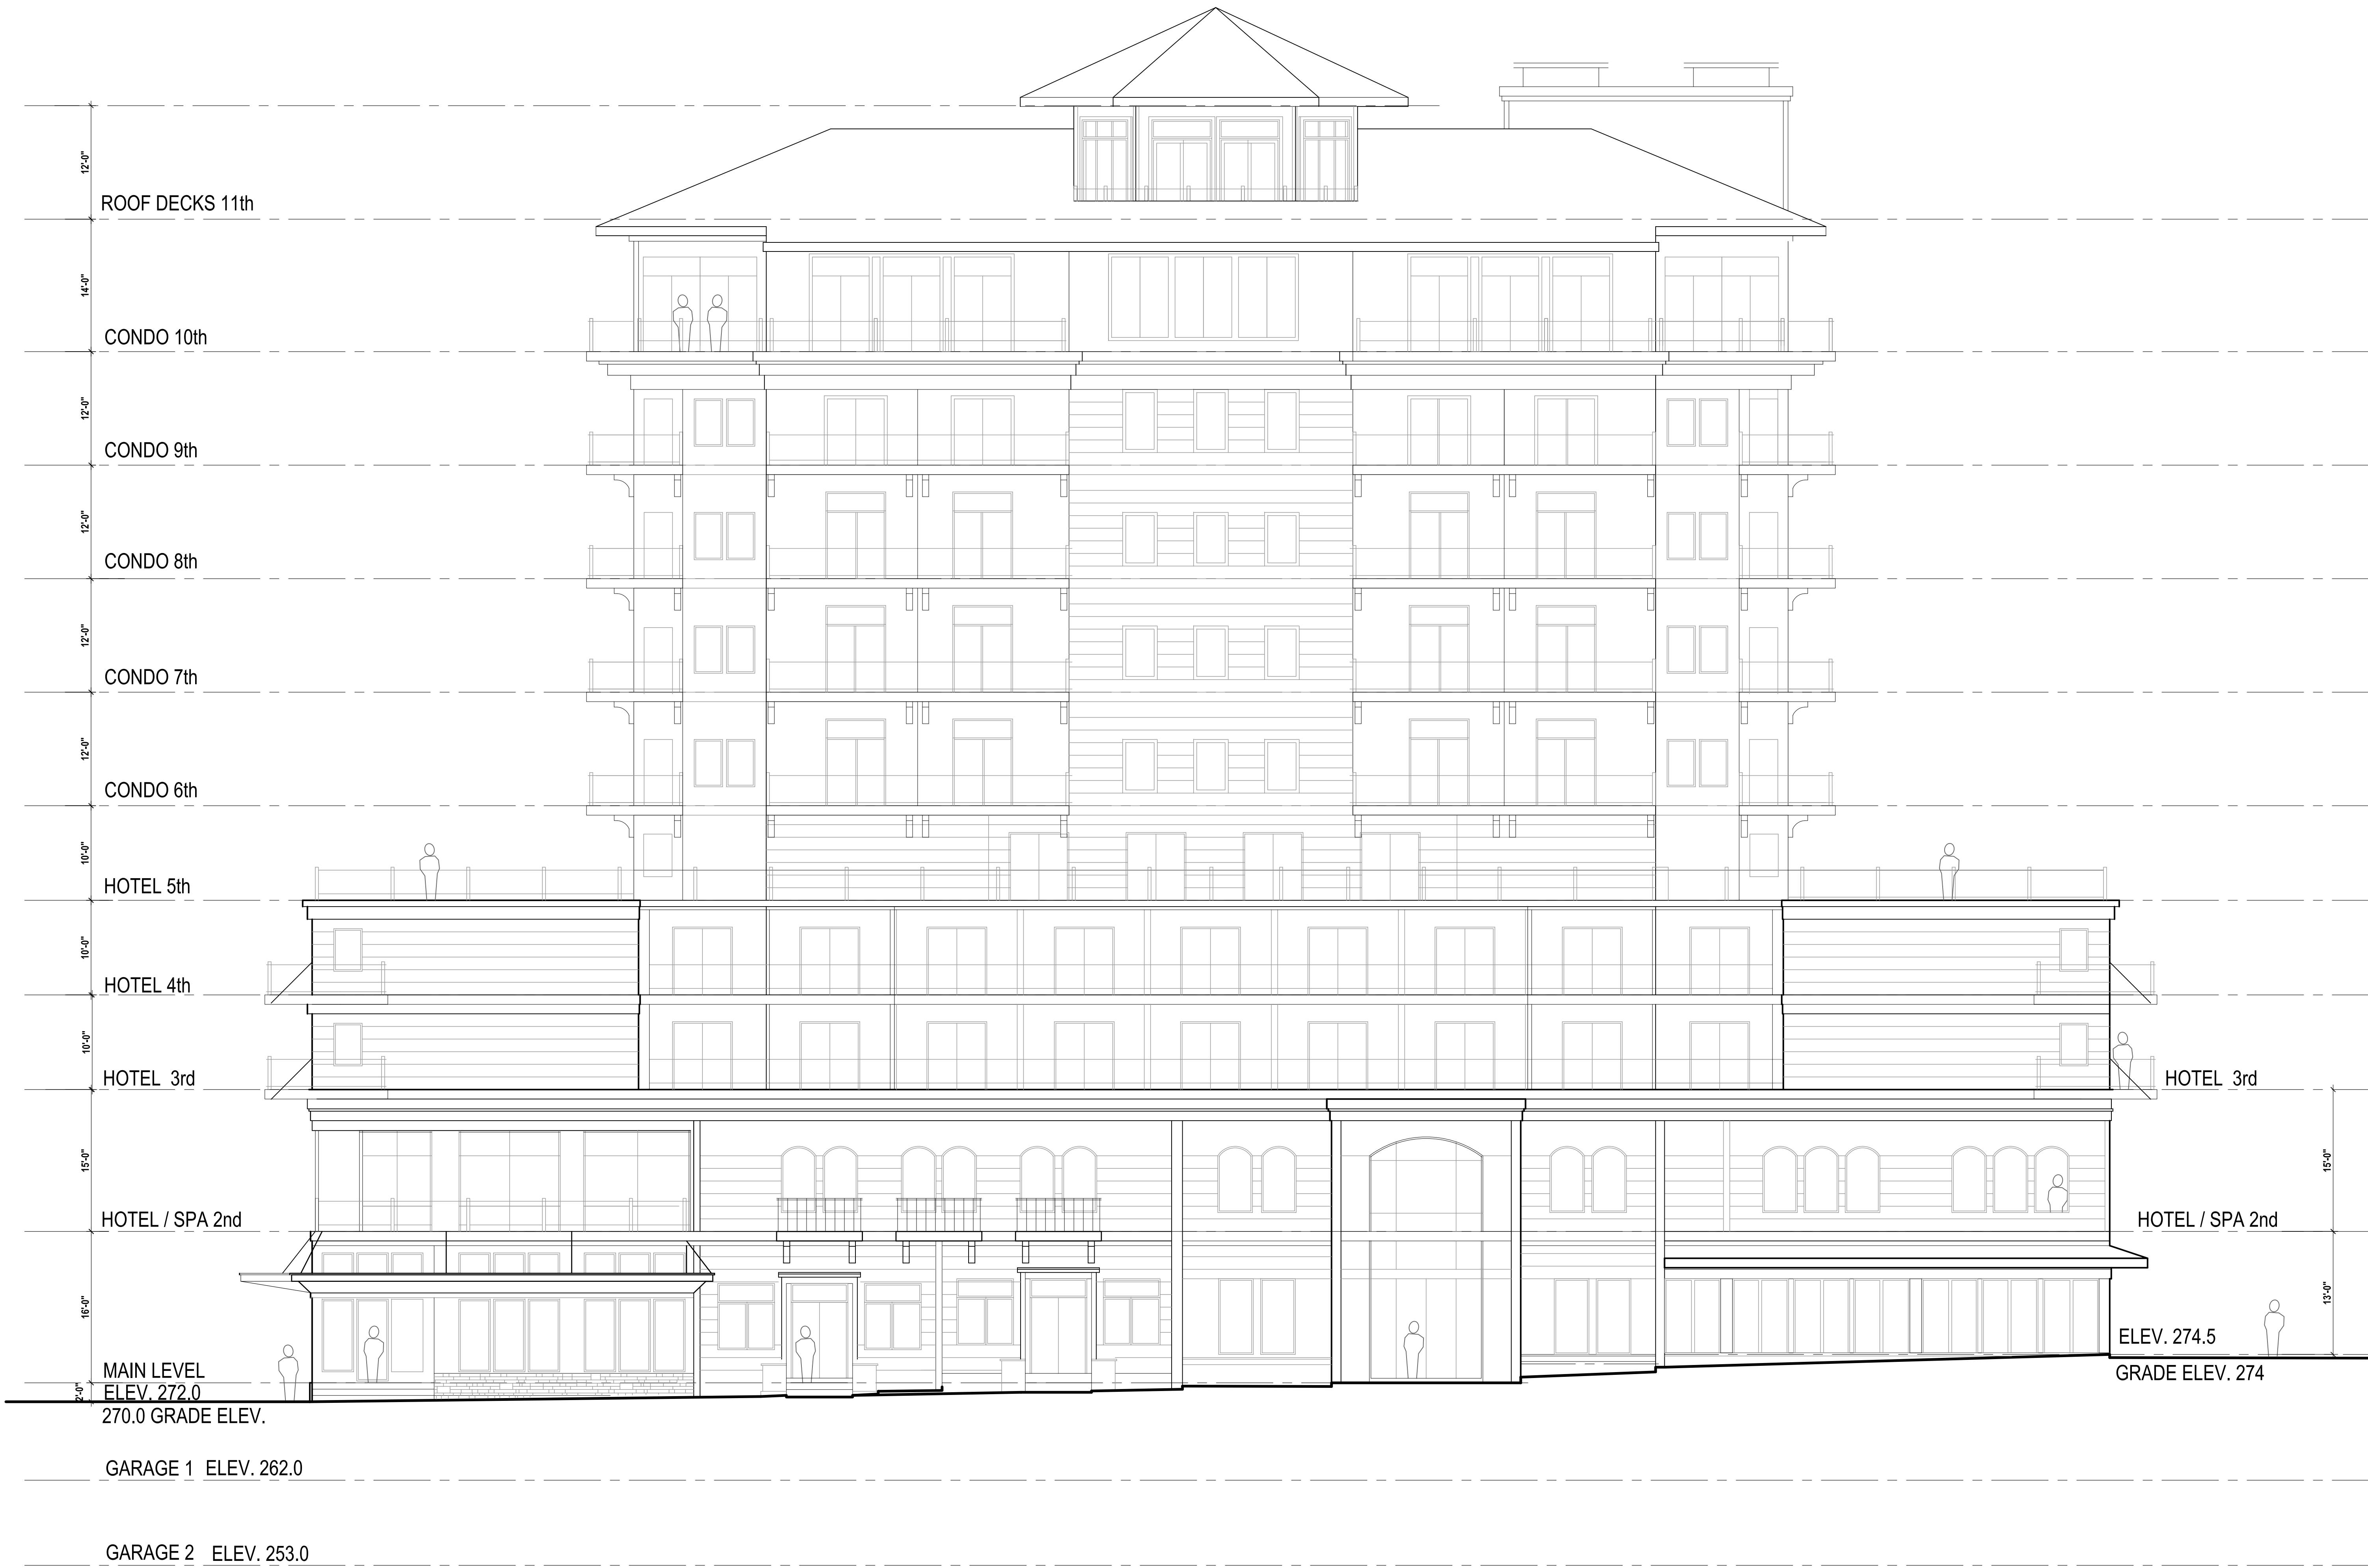 12'-0"
ROOF DECKS 11th
14'-0"
CONDO 10th
12'-0"
CONDO 9th
12'-0"
CONDO 8th
12'-0"
CONDO 7th
12'-0"
CONDO 6th
10'-0"
HOTEL 5th
10'-0"
HOTEL 4th
10'-0"
HOTEL 3rd
HOTEL 3rd
15'-0"
15'-0"
HOTEL / SPA 2nd
HOTEL / SPA 2nd
16'-0"
13'-0"
ELEV. 274.5
MAIN LEVEL
GRADE ELEV. 274
2'-0"
ELEV. 272.0
270.0 GRADE ELEV.
GARAGE 1 ELEV. 262.0
GARAGE 2 ELEV. 253.0